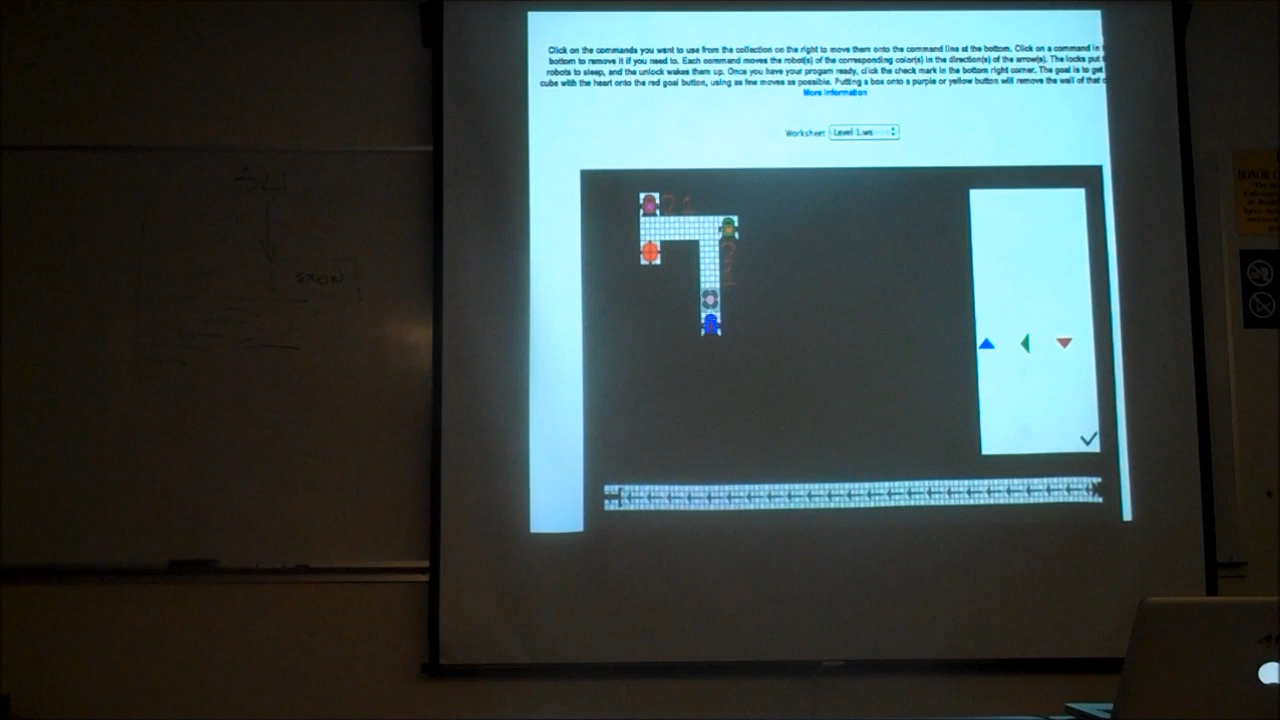 Click on the commands you want to use from the collection on the right to move them onto the command line at the bottom. Click on a command in
bottom to remove it if you need to. Each command moves the robot(s) of the corresponding color(s) in the direction(s) of the arrow(s). The locks put
robots to sleep, and the unlock wakes them up. Once you have your progam ready, click the check mark in the bottom right corner. The goal is to get
cube with the heart onto the red goal button, using as few moves as possible. Putting a box onto a purple or yellow button will remove the wall of that
More information
Worksheet Level 1.ws